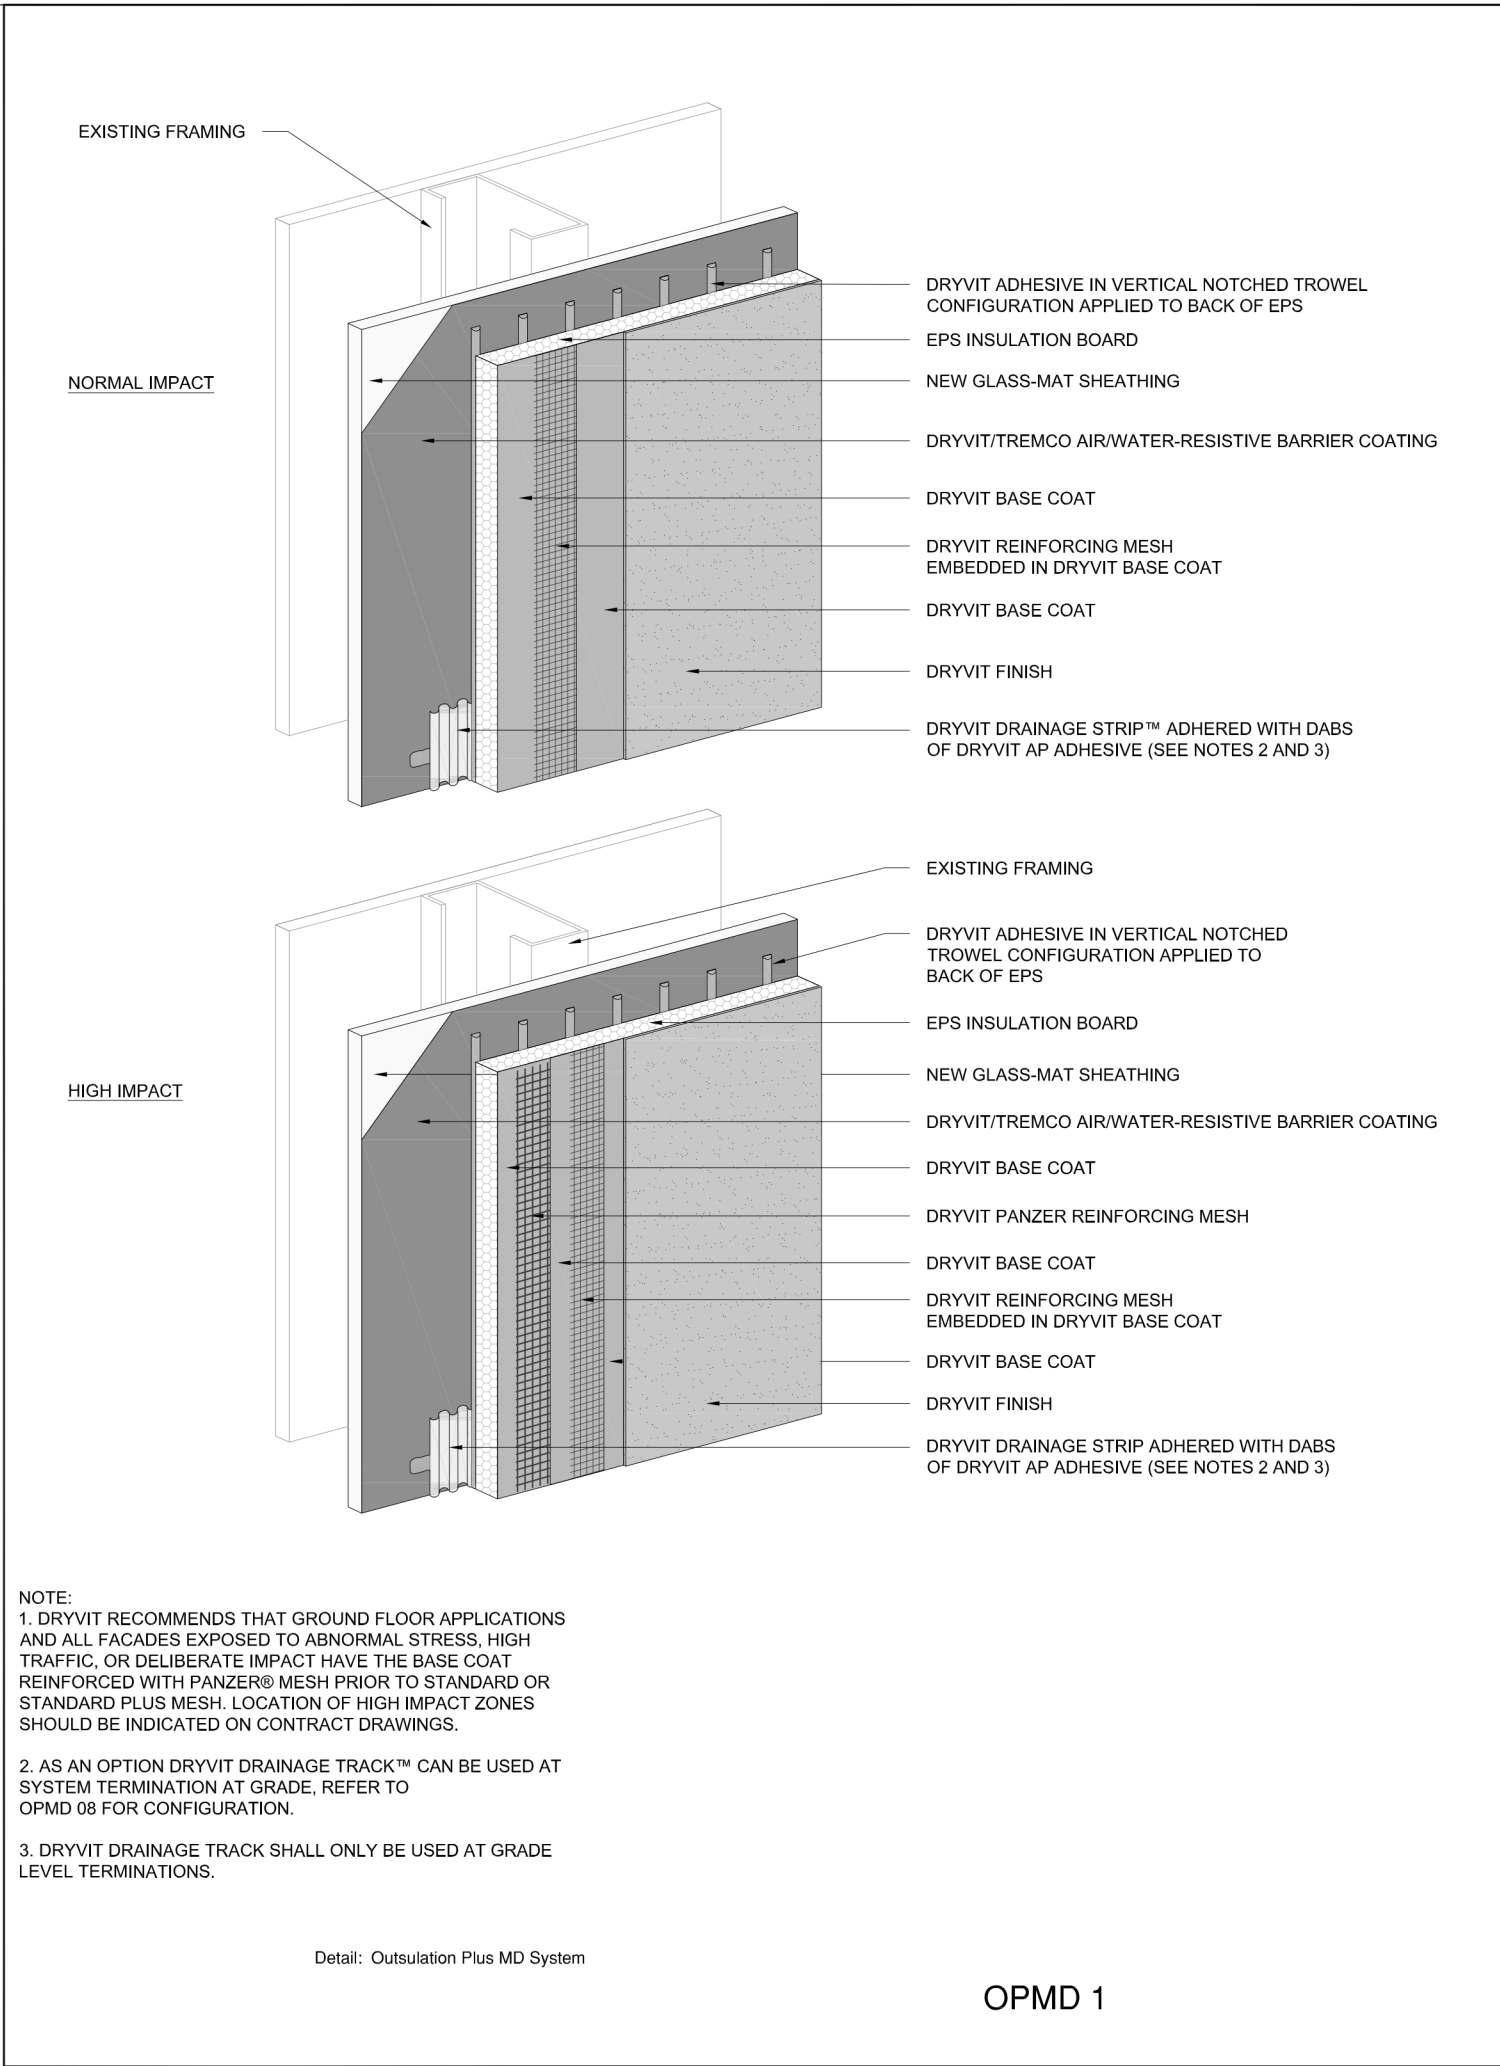 EXISTING FRAMING
NORMAL IMPACT
DRYVIT ADHESIVE IN VERTICAL NOTCHED TROWEL
CONFIGURATION APPLIED TO BACK OF EPS
EPS INSULATION BOARD
NEW GLASS-MAT SHEATHING
DRYVIT/TREMCO AIR/WATER-RESISTIVE BARRIER COATING
DRYVIT BASE COAT
DRYVIT REINFORCING MESH
EMBEDDED IN DRYVIT BASE COAT
DRYVIT BASE COAT
DRYVIT FINISH
DRYVIT DRAINAGE STRIP™ ADHERED WITH DABS
OF DRYVIT AP ADHESIVE (SEE NOTES 2 AND 3)
HIGH IMPACT
EXISTING FRAMING
DRYVIT ADHESIVE IN VERTICAL NOTCHED
TROWEL CONFIGURATION APPLIED TO
BACK OF EPS
EPS INSULATION BOARD
NEW GLASS-MAT SHEATHING
DRYVIT/TREMCO AIR/WATER-RESISTIVE BARRIER COATING
DRYVIT BASE COAT
DRYVIT PANZER REINFORCING MESH
DRYVIT BASE COAT
DRYVIT REINFORCING MESH
EMBEDDED IN DRYVIT BASE COAT
DRYVIT BASE COAT
DRYVIT FINISH
DRYVIT DRAINAGE STRIP ADHERED WITH DABS
OF DRYVIT AP ADHESIVE (SEE NOTES 2 AND 3)
NOTE:
1. DRYVIT RECOMMENDS THAT GROUND FLOOR APPLICATIONS
AND ALL FACADES EXPOSED TO ABNORMAL STRESS, HIGH
TRAFFIC, OR DELIBERATE IMPACT HAVE THE BASE COAT
REINFORCED WITH PANZER® MESH PRIOR TO STANDARD OR
STANDARD PLUS MESH. LOCATION OF HIGH IMPACT ZONES
SHOULD BE INDICATED ON CONTRACT DRAWINGS.
2. AS AN OPTION DRYVIT DRAINAGE TRACK™ CAN BE USED AT
SYSTEM TERMINATION AT GRADE, REFER TO
OPMD 08 FOR CONFIGURATION.
3. DRYVIT DRAINAGE TRACK SHALL ONLY BE USED AT GRADE
LEVEL TERMINATIONS.
Detail: Outsulation Plus MD System
OPMD 1